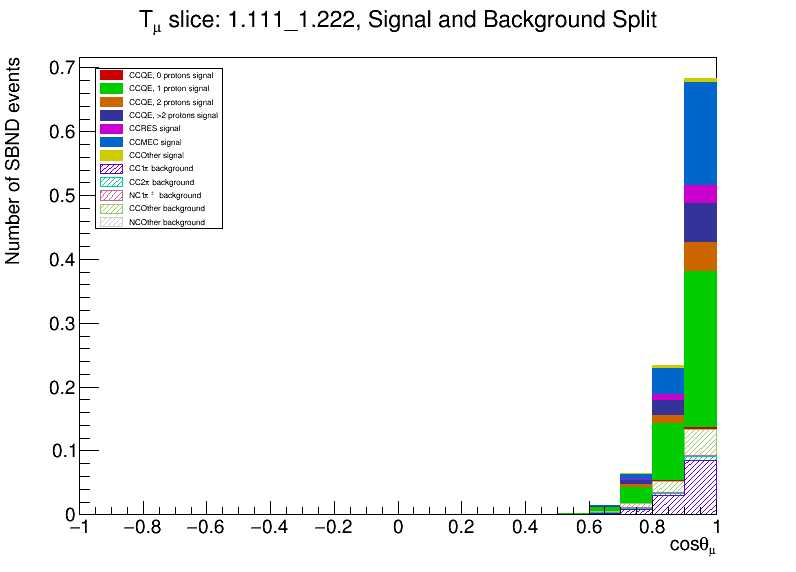 Tμ slice: 1.111_1.222, Signal and Background Split
Number of SBND events
0.7
0.6
0.5
0.4
0.3
0.2
0.1
0
CCQE, 0 protons signal
CCQE, 1 proton signal
CCQE, 2 protons signal
CCQE, >2 protons signal
CCRES signal
CCMEC signal
CCOther signal
CC1π background
CC2π background
NC1π± background
CCOther background
NCOther background
−1 −0.8 −0.6 −0.4 −0.2 0 0.2 0.4 0.6 0.8 1
cosθμ